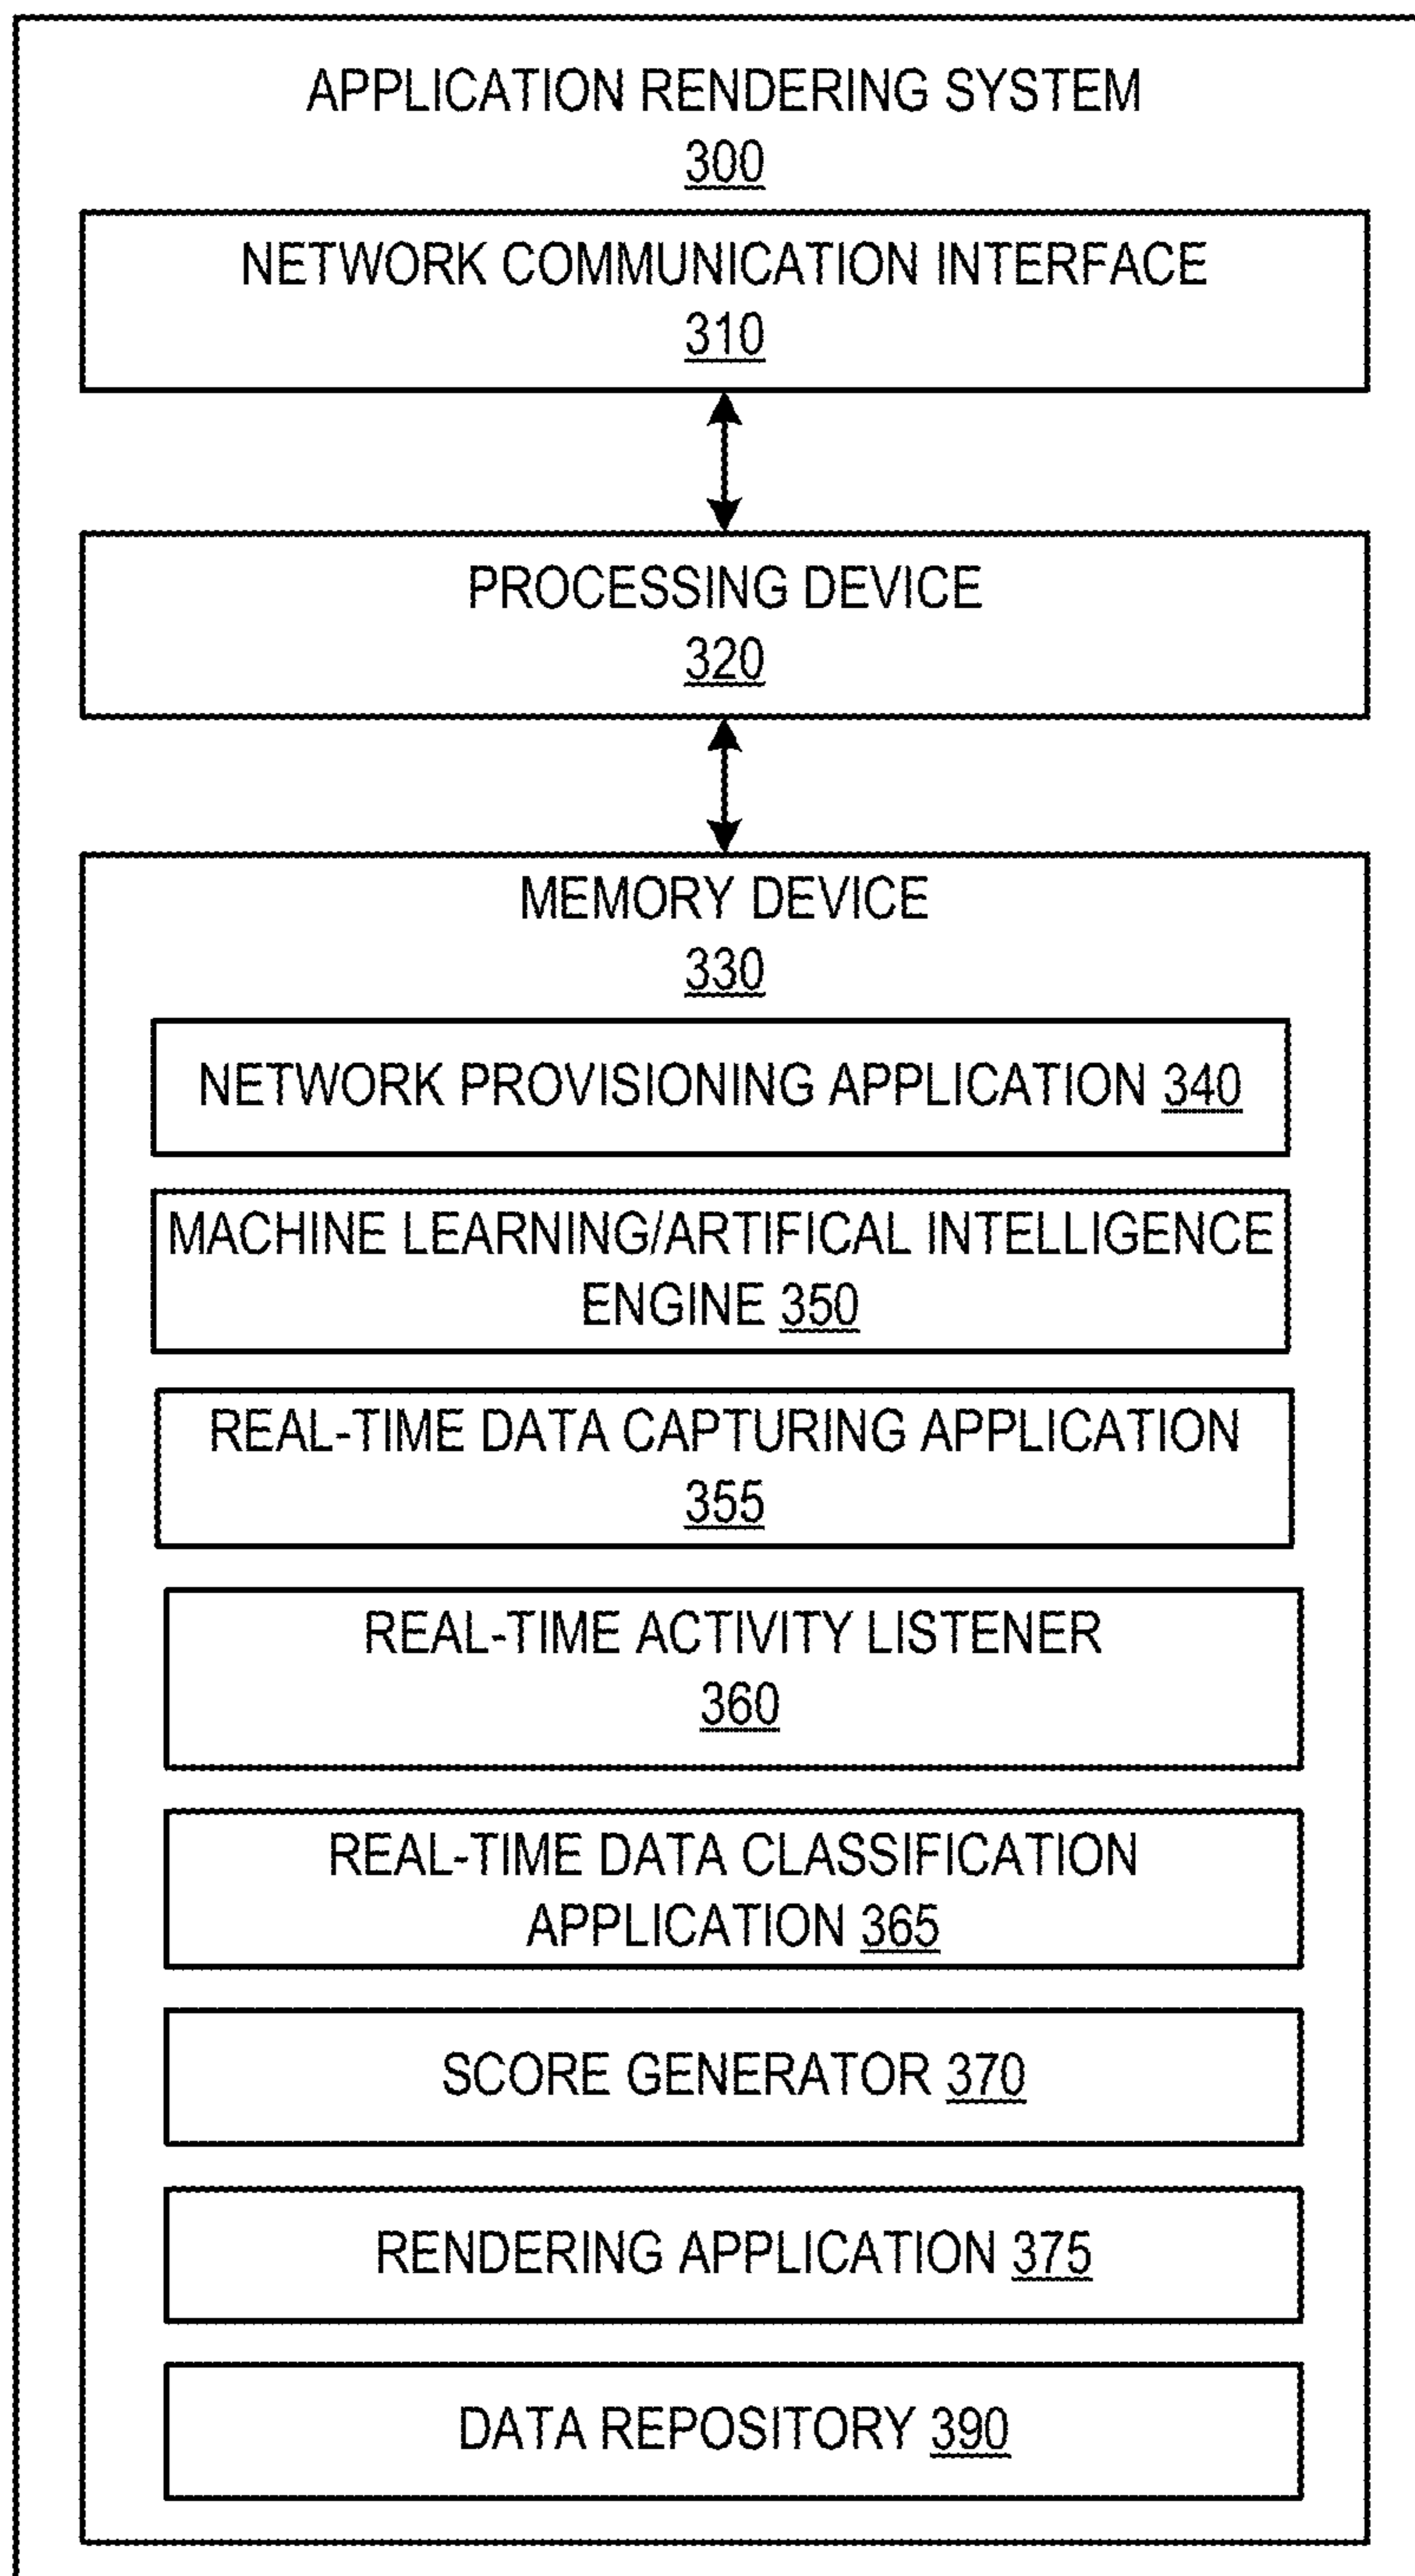 APPLICATION RENDERING SYSTEM
300
NETWORK COMMUNICATION INTERFACE
310
PROCESSING DEVICE
320
MEMORY DEVICE
330
NETWORK PROVISIONING APPLICATION 340
MACHINE LEARNING/ARTIFICAL INTELLIGENCE
ENGINE 350
REAL-TIME DATA CAPTURING APPLICATION
355
REAL-TIME ACTIVITY LISTENER
360
REAL-TIME DATA CLASSIFICATION
APPLICATION 365
SCORE GENERATOR 370
RENDERING APPLICATION 375
DATA REPOSITORY 390